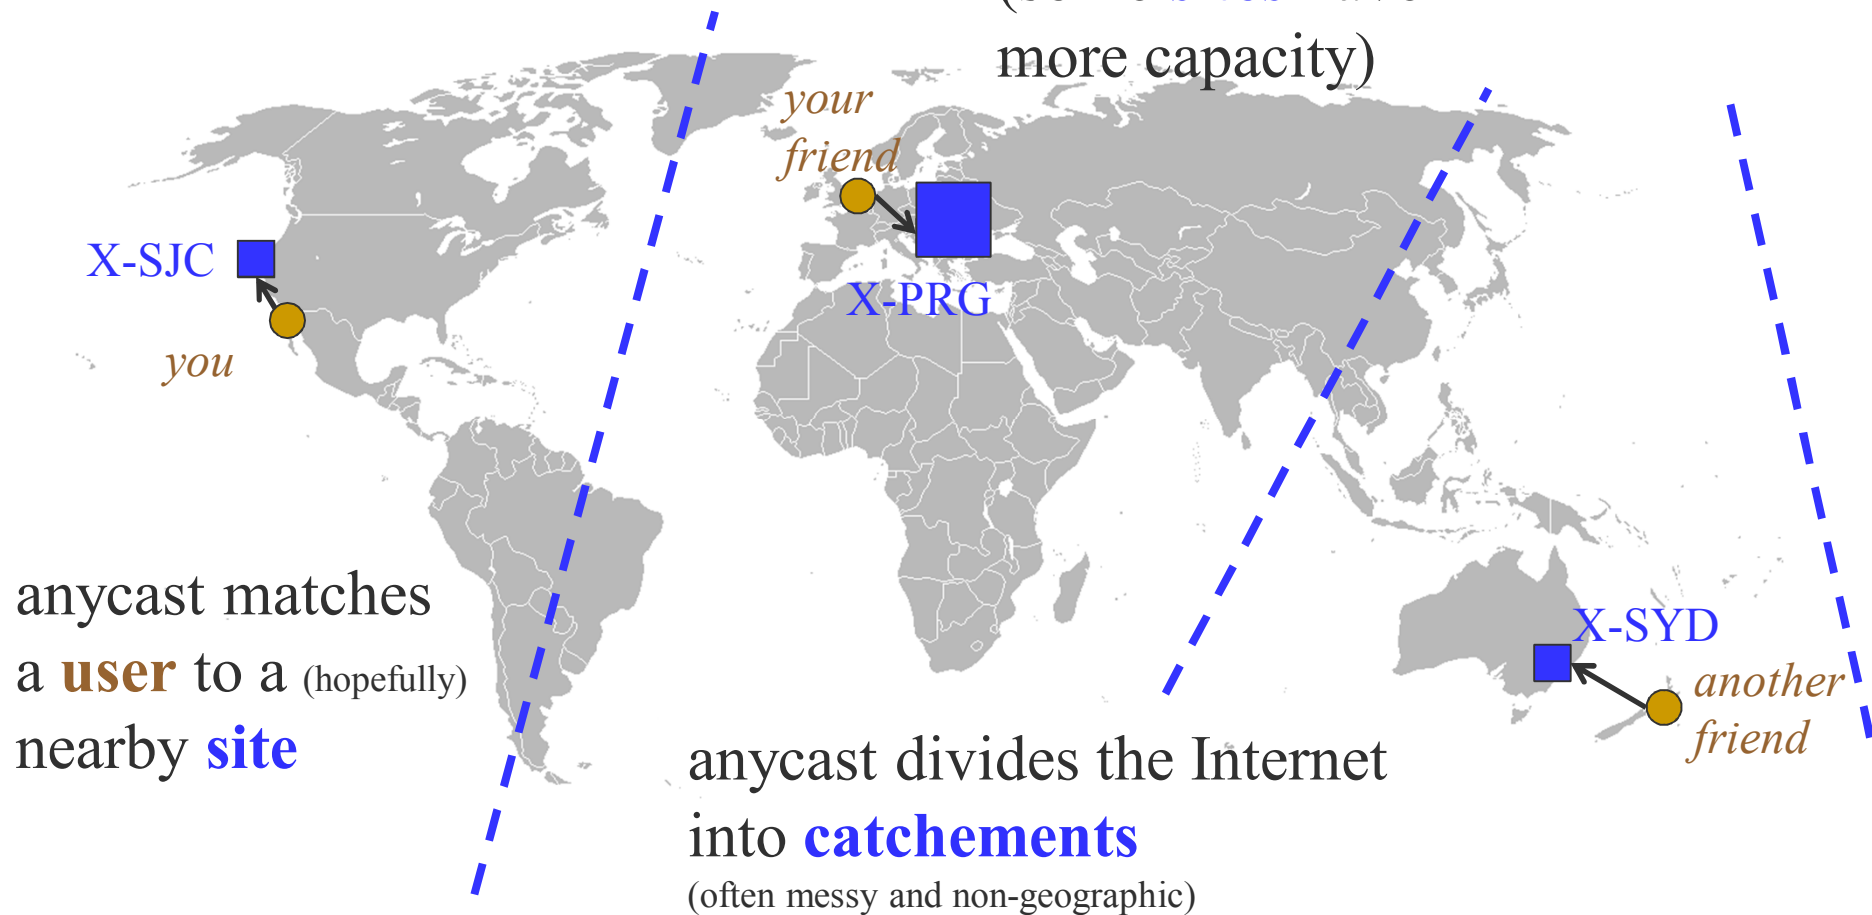 more capacity)
your
friend
X-SJC
X-PRG
you
anycast matches
a user to a (hopefully)
nearby site
X-SYD
another
friend
anycast divides the Internet
into catchements
(often messy and non-geographic)